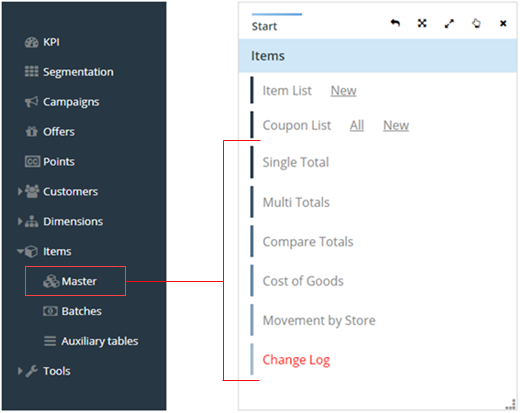 KPI
Segmentation
Campaigns
Offers
CC Points
Customers
Dimensions
Items
Master
Batches
Auxiliary tables
Tools
Start
Items
Item List New
Coupon List All New
Single Total
Multi Totals
Compare Totals
Cost of Goods
Movement by Store
Change Log